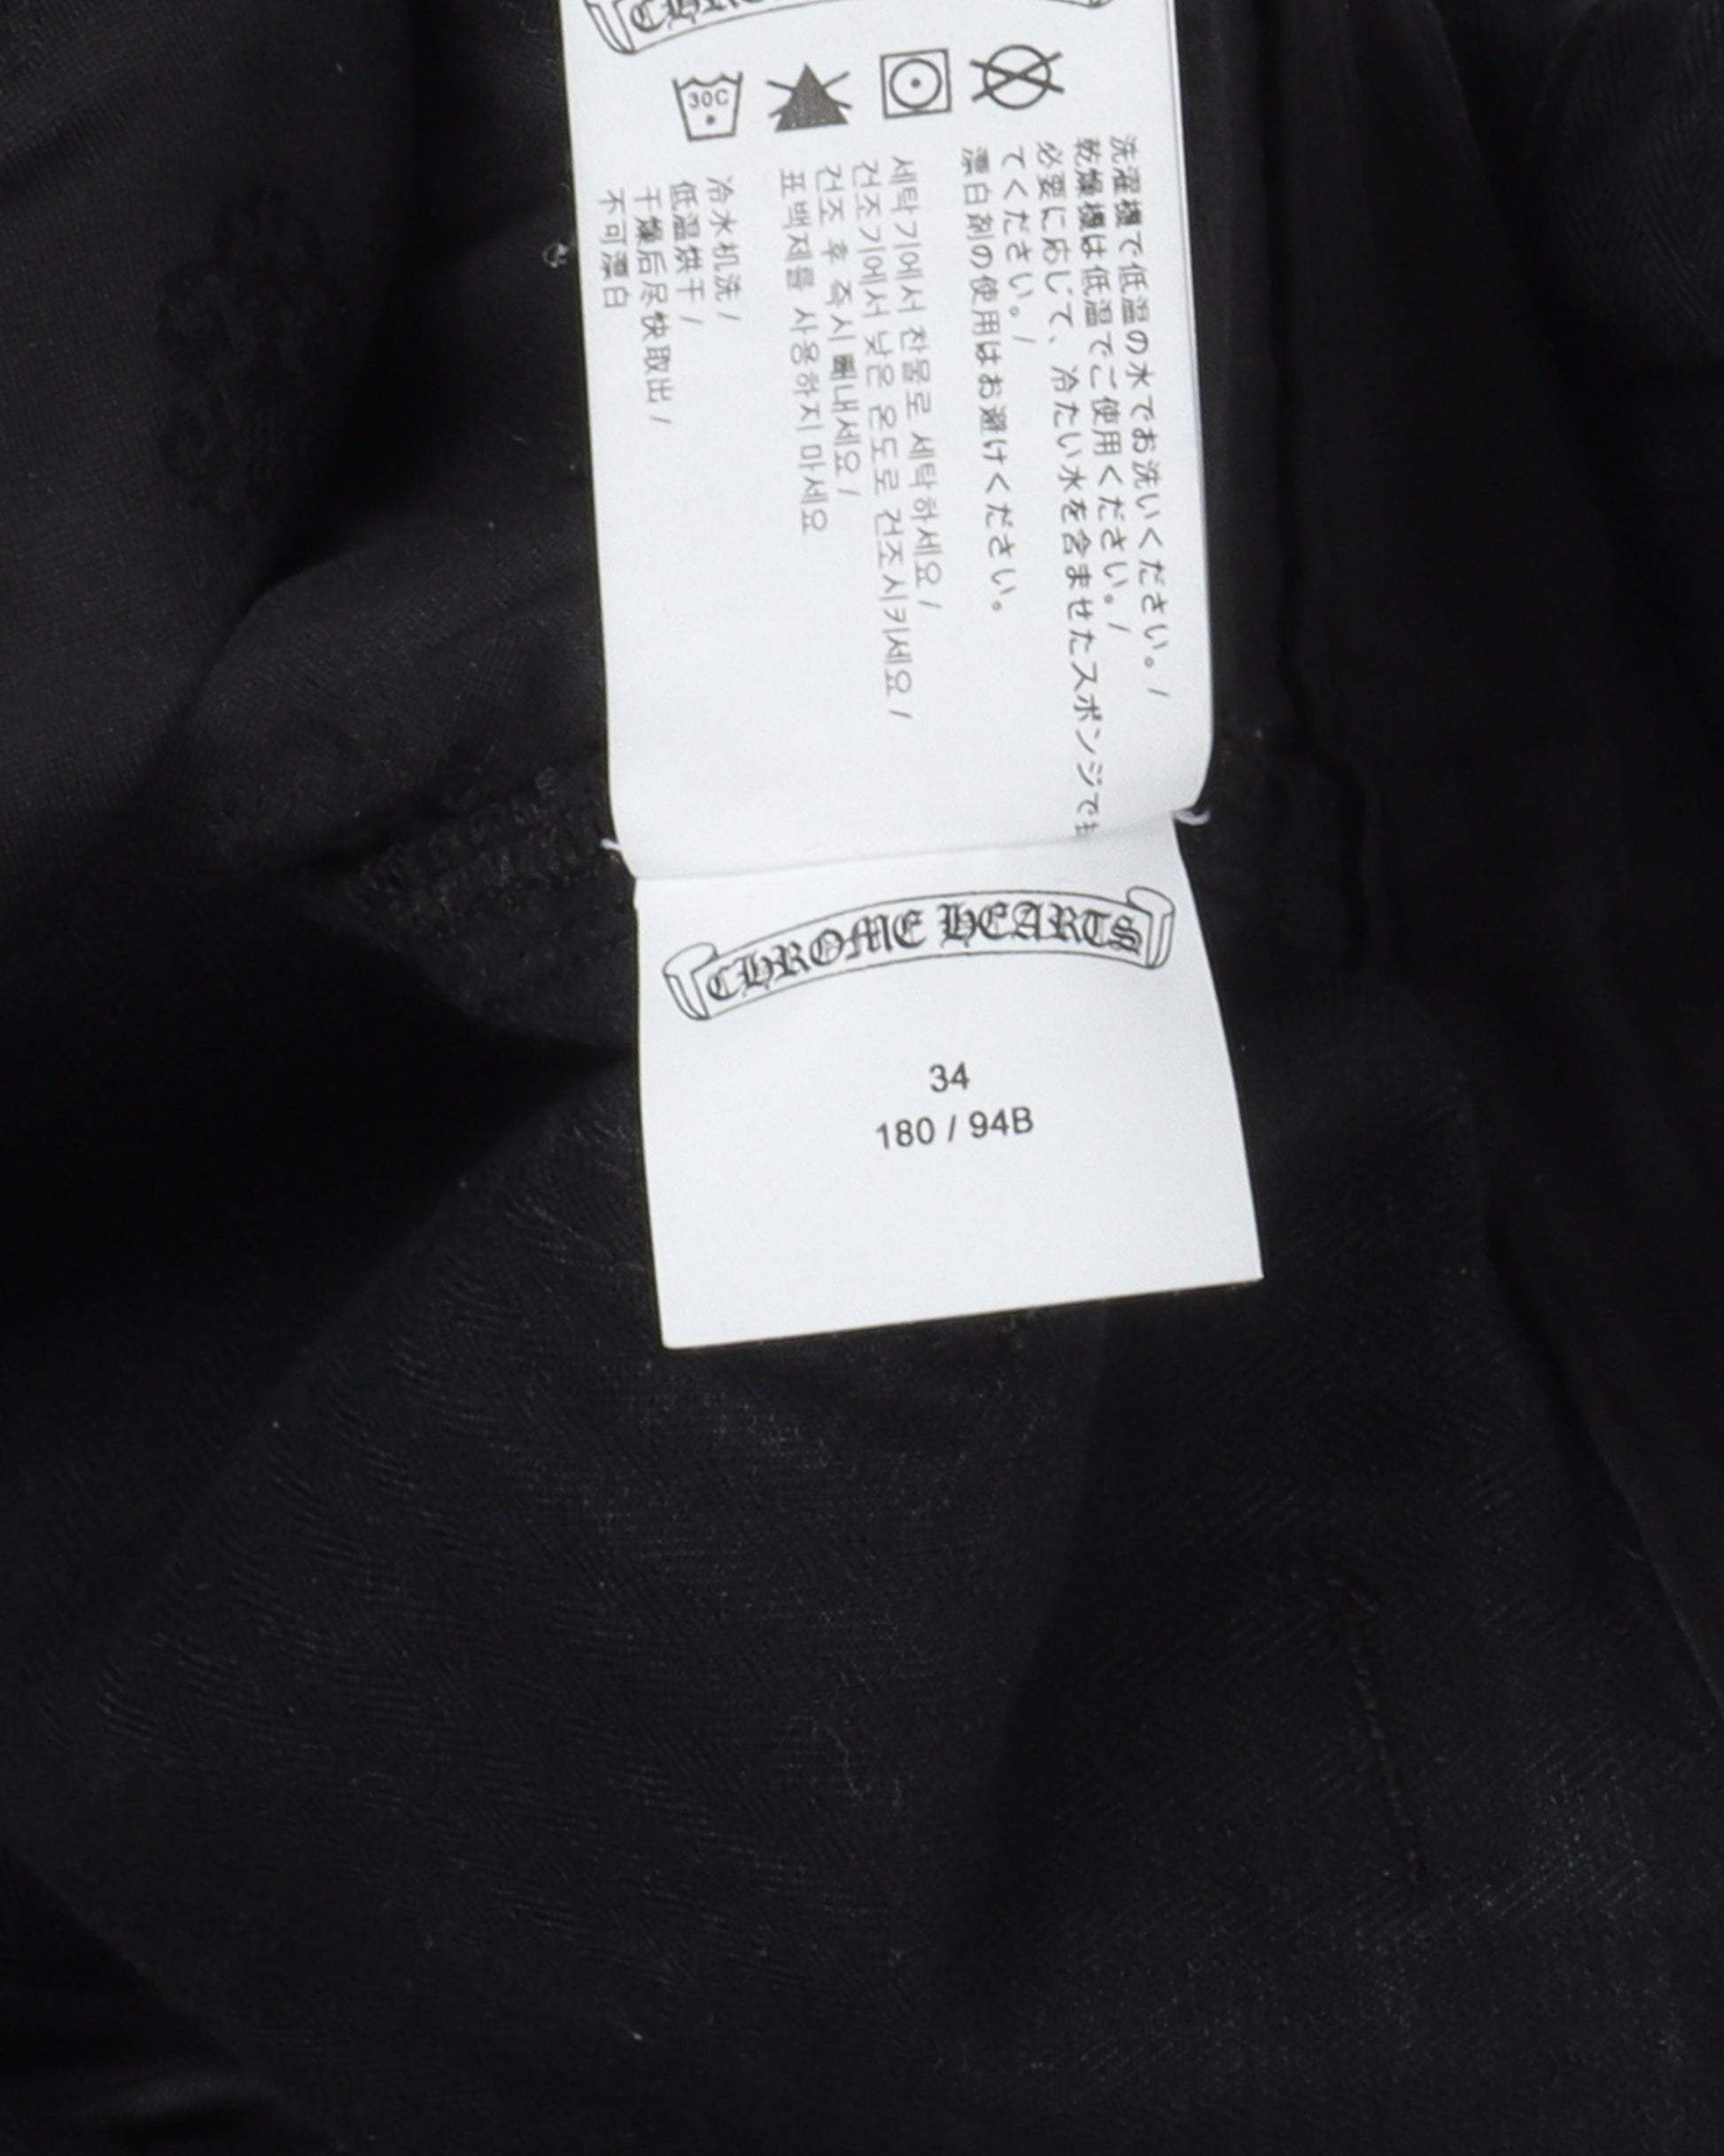 30C
洗濯機で低温の水でお洗いください。/
乾燥機は低温でご使用ください。/
必要に応じて、冷たい水を含ませたスポンジで
てください。/
漂白剤の使用はお避けください。
세탁기에서 찬물로 세탁하세요 /
건조기에서 낮은 온도로 건조시키세요 /
건조 후 즉시 빼내세요 /
표백제를 사용하지 마세요
冷水机洗 /
低温烘干 /
干燥后尽快取出 /
不可漂白
CHROME HEARTS
34
180 / 94B